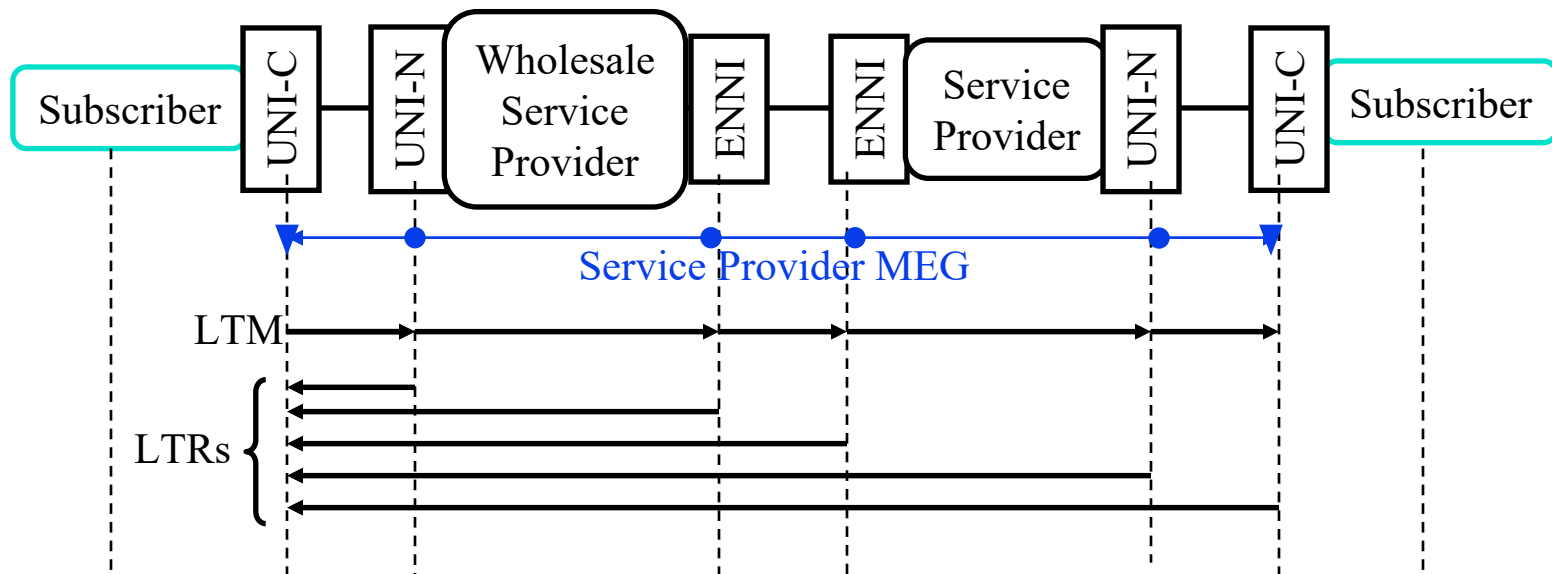 Subscriber
UNI-C
UNI-N
Wholesale
Service
Provider
ENNI
ENNI
Service
Provider
UNI-N
UNI-C
Subscriber
Service Provider MEG
LTM
LTRs